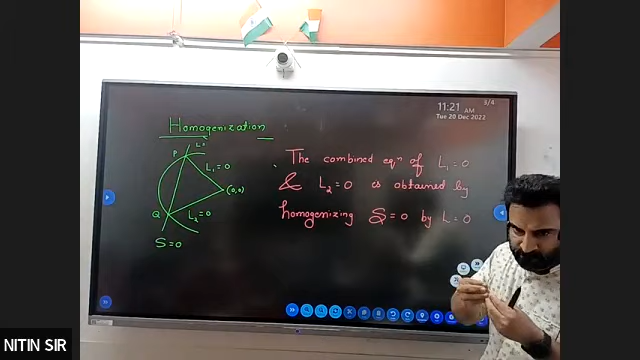 11:21 AM
3/4
Tue 20 Dec 2022
Homogenization
L=0
P
L₁=0
(0,0)
Q
L₂=0
S=0
The combined eqⁿ of L₁=0
& L₂=0 is obtained by
homogenizing S=0 by L=0
NITIN SIR